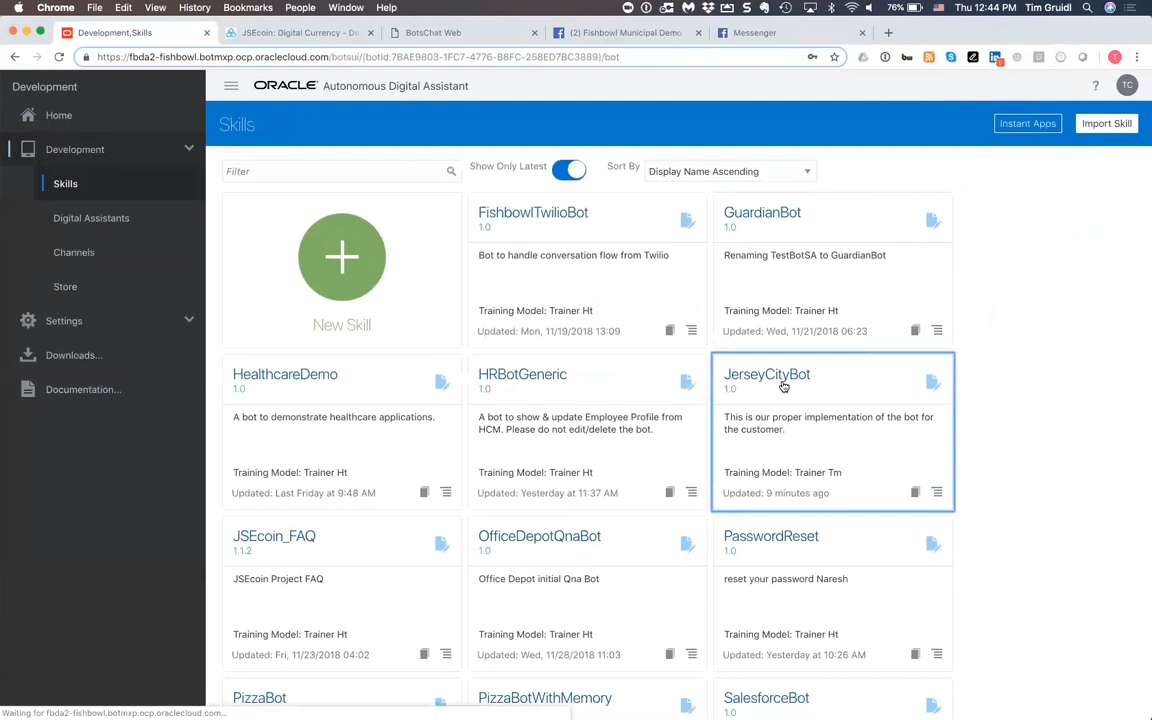 Chrome File Edit View History Bookmarks People Window Help 76% Thu 12:44 PM Tim Gruidl
Development,Skills JSEcoin: Digital Currency - De BotsChat Web (2) Fishbowl Municipal Demo Messenger
https://fbda2-fishbowl.botmxp.ocp.oraclecloud.com/botsui/(botId:7BAE9803-1FC7-4776-B8FC-258ED7BC3889)/bot
Development
ORACLE Autonomous Digital Assistant ? TC
Home
Skills Instant Apps Import Skill
Development
Filter Show Only Latest Sort By Display Name Ascending
Skills
Digital Assistants
Channels
Store
Settings
Downloads...
Documentation...
New Skill
FishbowlTwilioBot
1.0
Bot to handle conversation flow from Twilio
Training Model: Trainer Ht
Updated: Mon, 11/19/2018 13:09
GuardianBot
1.0
Renaming TestBotSA to GuardianBot
Training Model: Trainer Ht
Updated: Wed, 11/21/2018 06:23
HealthcareDemo
1.0
A bot to demonstrate healthcare applications.
Training Model: Trainer Ht
Updated: Last Friday at 9:48 AM
HRBotGeneric
1.0
A bot to show & update Employee Profile from
HCM. Please do not edit/delete the bot.
Training Model: Trainer Ht
Updated: Yesterday at 11:37 AM
JerseyCityBot
1.0
This is our proper implementation of the bot for
the customer.
Training Model: Trainer Tm
Updated: 9 minutes ago
JSEcoin_FAQ
1.1.2
JSEcoin Project FAQ
Training Model: Trainer Ht
Updated: Fri, 11/23/2018 04:02
OfficeDepotQnaBot
1.0
Office Depot initial Qna Bot
Training Model: Trainer Ht
Updated: Wed, 11/28/2018 11:03
PasswordReset
1.0
reset your password Naresh
Training Model: Trainer Ht
Updated: Yesterday at 10:26 AM
PizzaBot
PizzaBotWithMemory
1.0
SalesforceBot
1.0
Waiting for fbda2-fishbowl.botmxp.ocp.oraclecloud.com...